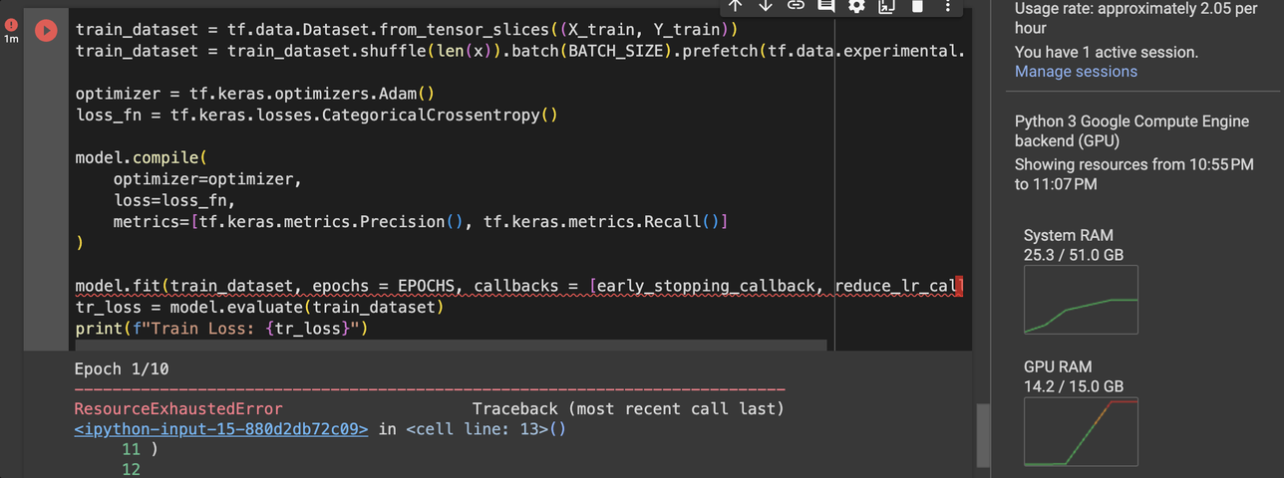 1m
train_dataset = tf.data.Dataset.from_tensor_slices((X_train, Y_train))
train_dataset = train_dataset.shuffle(len(x)).batch(BATCH_SIZE).prefetch(tf.data.experimental.
optimizer = tf.keras.optimizers.Adam()
loss_fn = tf.keras.losses.CategoricalCrossentropy()
model.compile(
    optimizer=optimizer,
    loss=loss_fn,
    metrics=[tf.keras.metrics.Precision(), tf.keras.metrics.Recall()]
)
model.fit(train_dataset, epochs = EPOCHS, callbacks = [early_stopping_callback, reduce_lr_cal
tr_loss = model.evaluate(train_dataset)
print(f"Train Loss: {tr_loss}")
Epoch 1/10
---------------------------------------------------------------------------
ResourceExhaustedError                    Traceback (most recent call last)
<ipython-input-15-880d2db72c09> in <cell line: 13>()
     11 )
     12
Usage rate: approximately 2.05 per
hour
You have 1 active session.
Manage sessions
Python 3 Google Compute Engine
backend (GPU)
Showing resources from 10:55 PM
to 11:07 PM
System RAM
25.3 / 51.0 GB
GPU RAM
14.2 / 15.0 GB